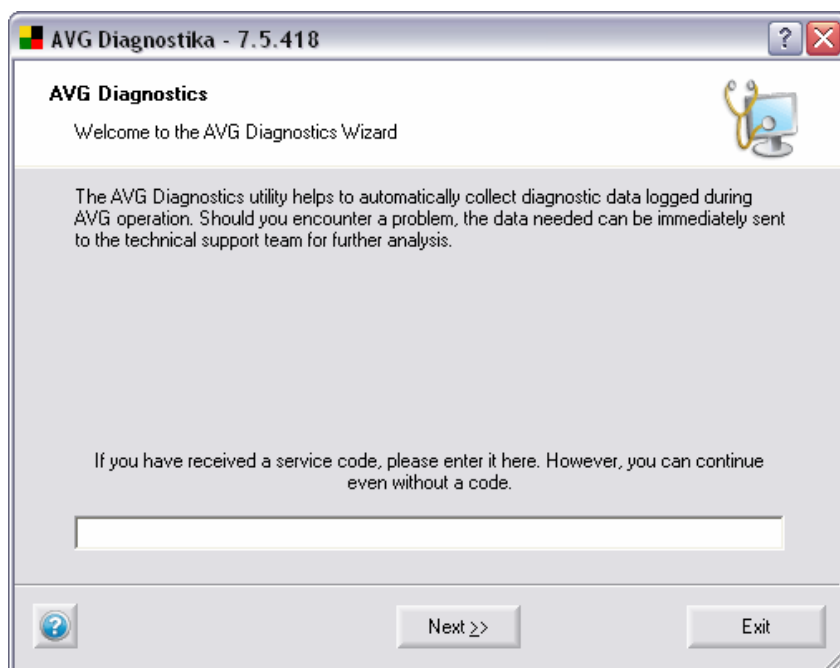 AVG Diagnostika - 7.5.418
AVG Diagnostics
Welcome to the AVG Diagnostics Wizard
The AVG Diagnostics utility helps to automatically collect diagnostic data logged during
AVG operation. Should you encounter a problem, the data needed can be immediately sent
to the technical support team for further analysis.
If you have received a service code, please enter it here. However, you can continue
even without a code.
Next >>
Exit